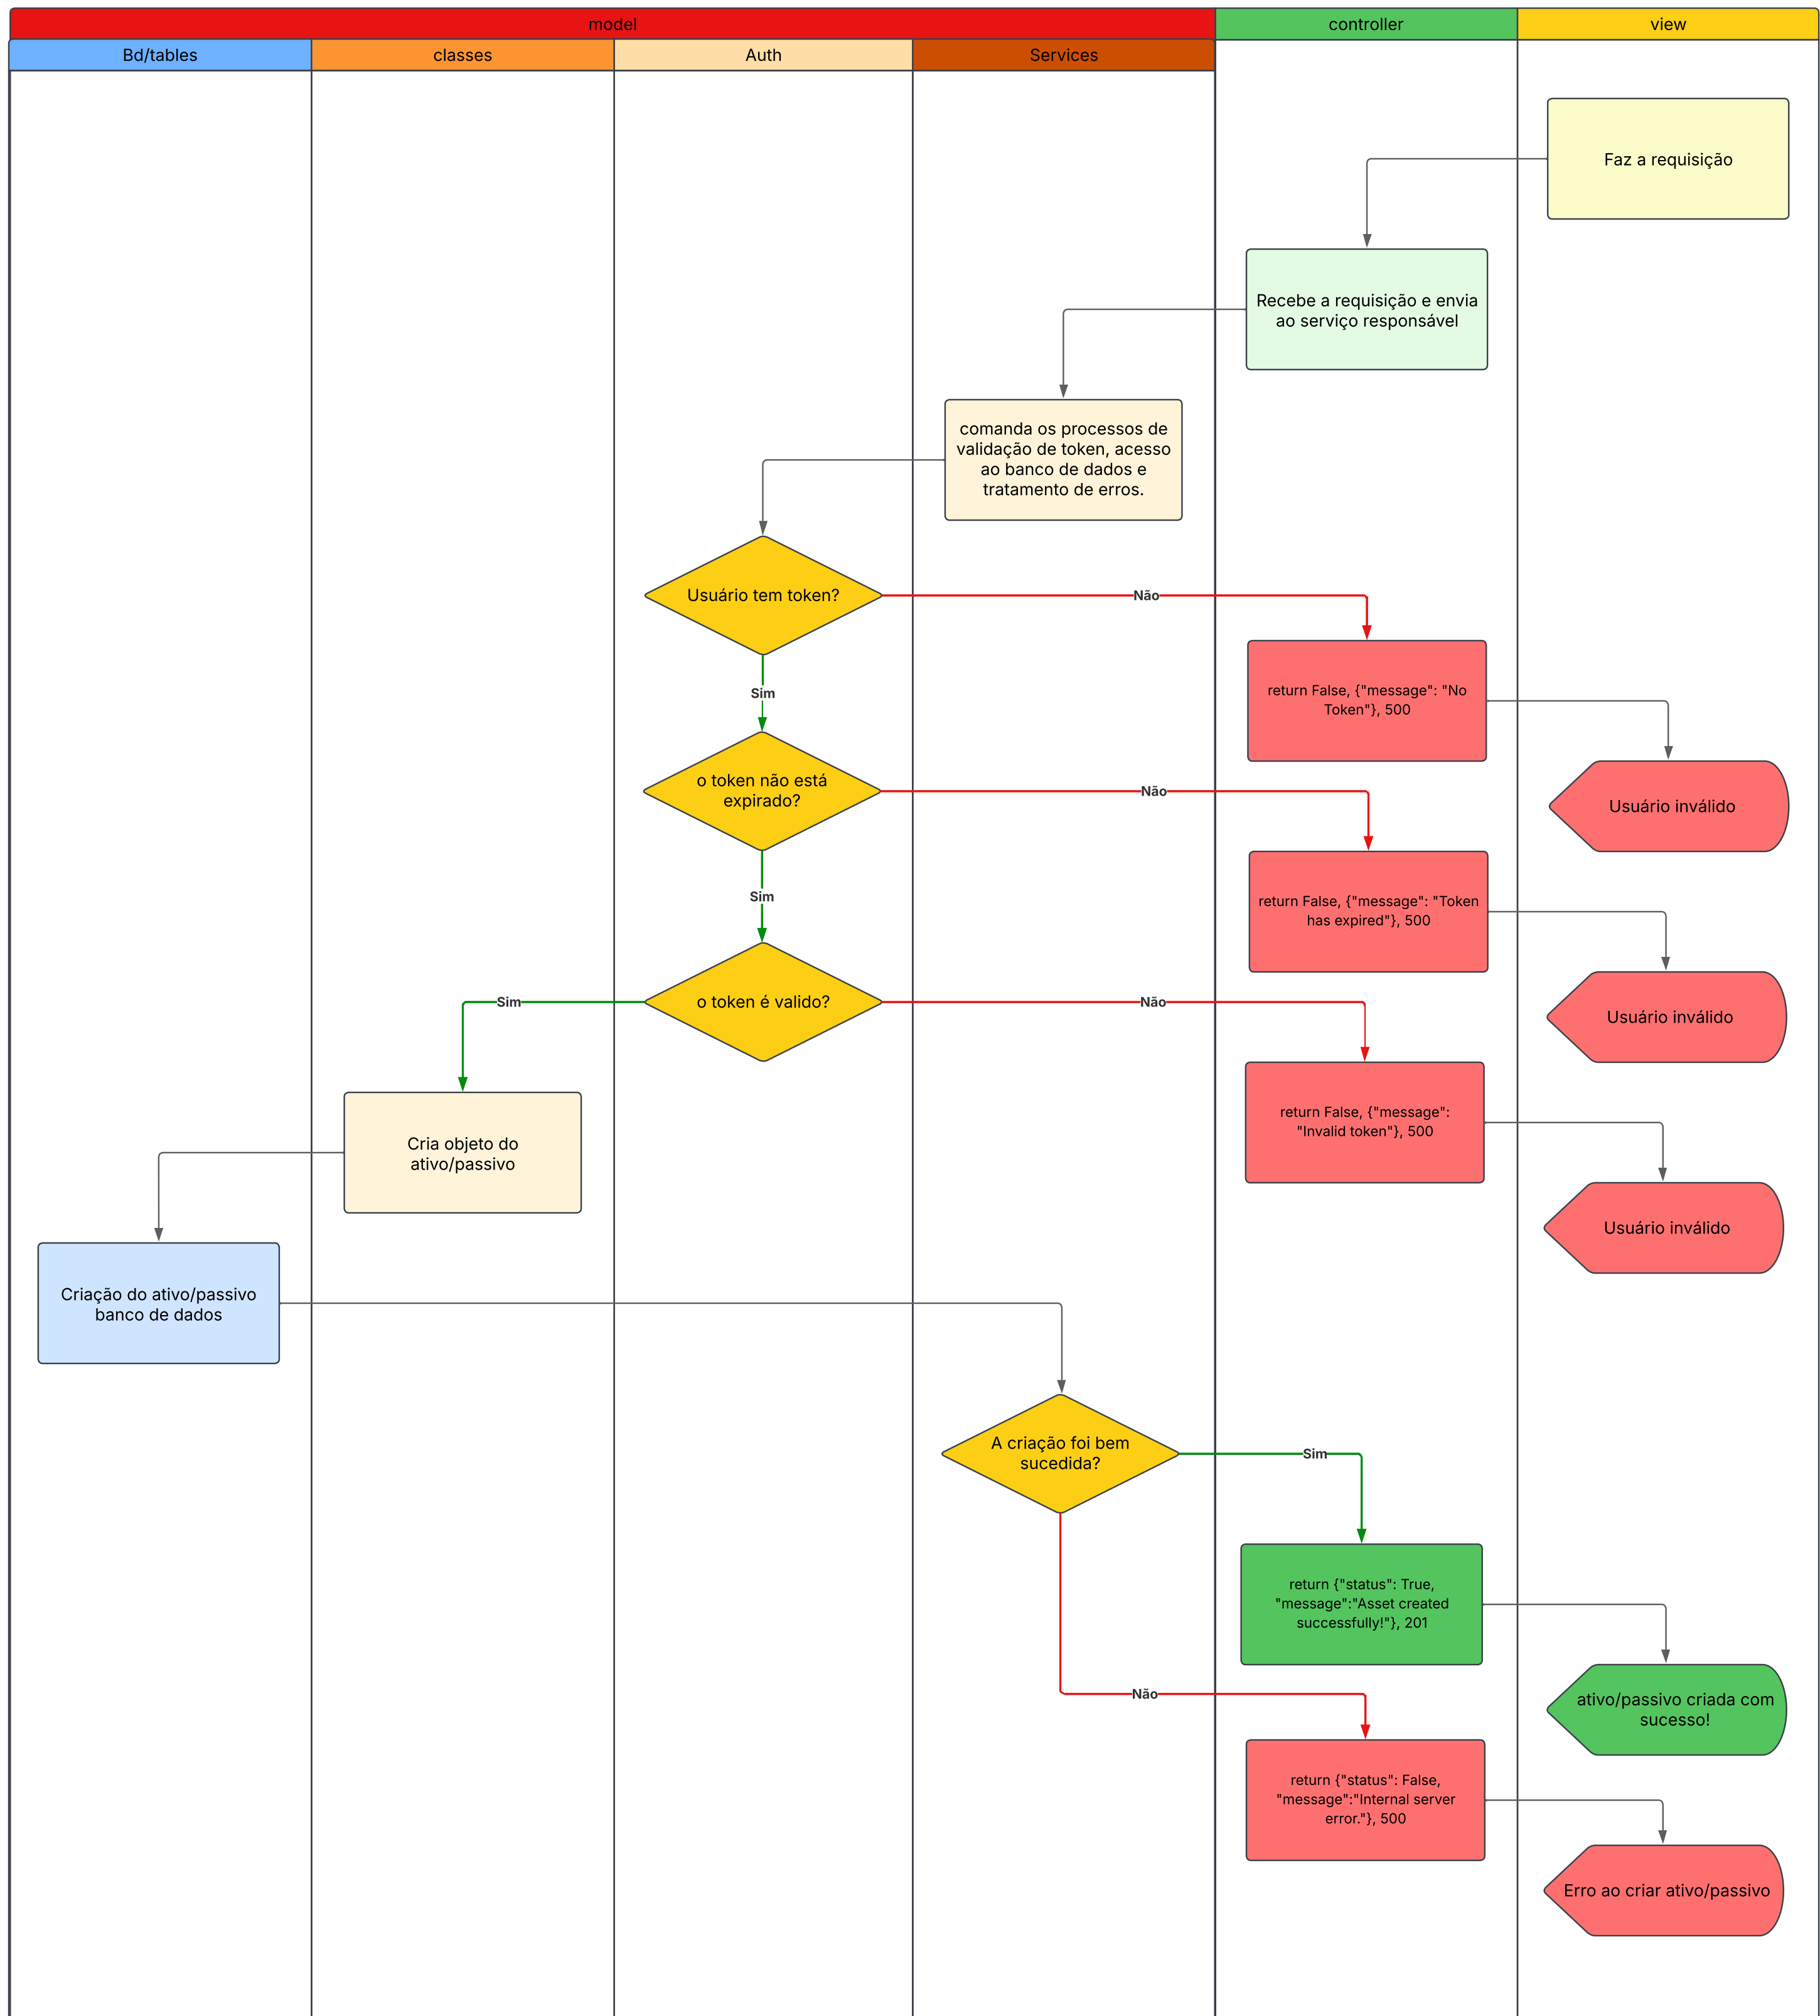 model
controller
view
Bd/tables
classes
Auth
Services
Faz a requisição
Recebe a requisição e envia
ao serviço responsável
comanda os processos de
validação de token, acesso
ao banco de dados e
tratamento de erros.
Usuário tem token?
Não
return False, {"message": "No
Token"}, 500
Sim
Usuário inválido
o token não está
expirado?
Não
return False, {"message": "Token
has expired"}, 500
Sim
Usuário inválido
o token é valido?
Sim
Não
return False, {"message":
"Invalid token"}, 500
Cria objeto do
ativo/passivo
Usuário inválido
Criação do ativo/passivo
banco de dados
A criação foi bem
sucedida?
Sim
return {"status": True,
"message":"Asset created
successfully!"}, 201
Não
ativo/passivo criada com
sucesso!
return {"status": False,
"message":"Internal server
error."}, 500
Erro ao criar ativo/passivo